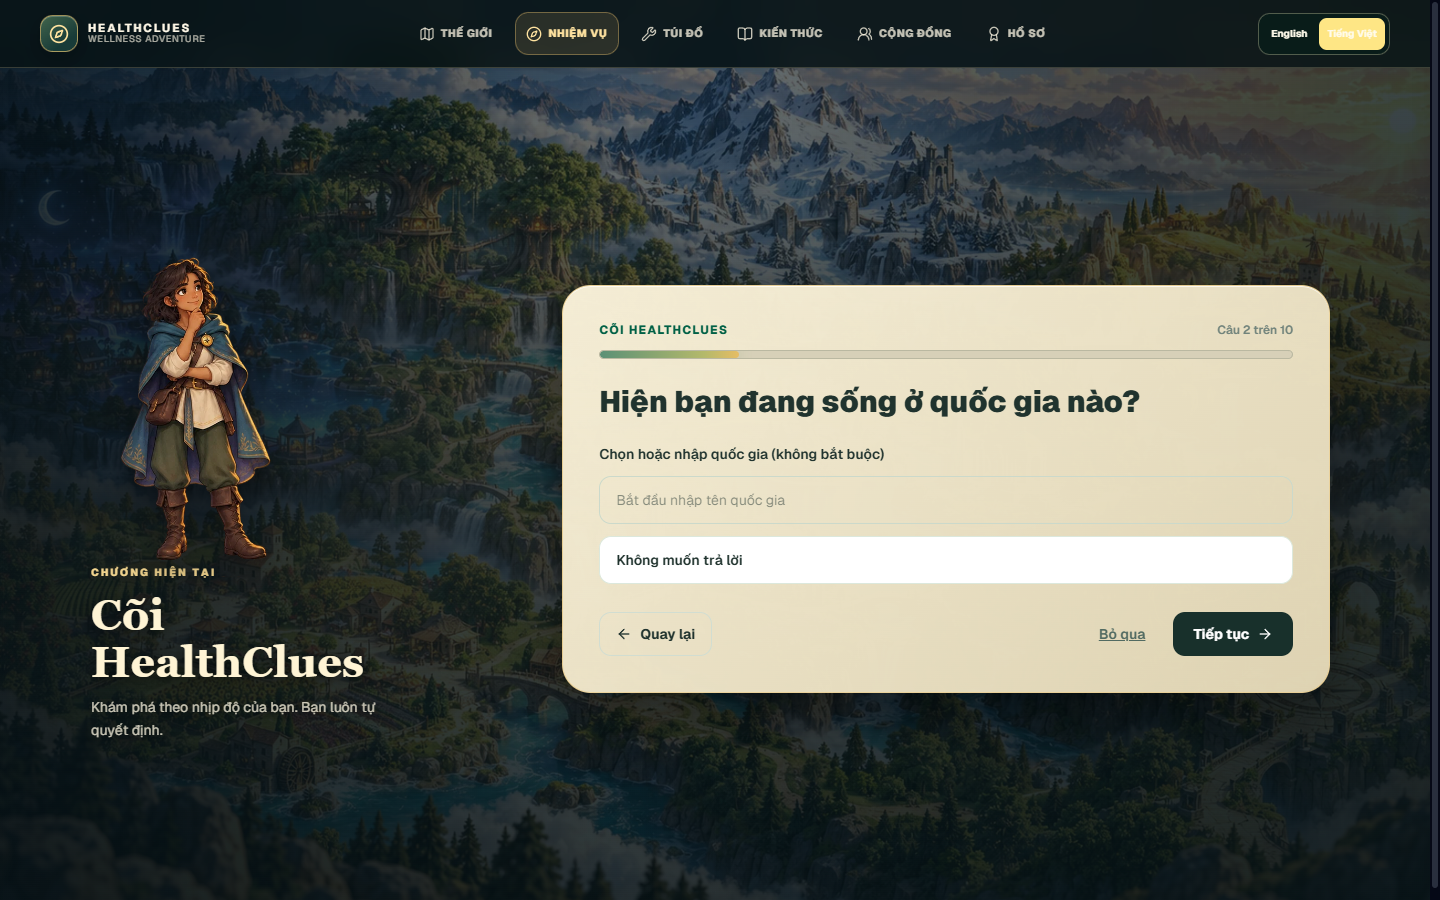 HEALTHCLUES
WELLNESS ADVENTURE
THẾ GIỚI
NHIỆM VỤ
TÚI ĐỒ
KIẾN THỨC
CỘNG ĐỒNG
HỒ SƠ
English
Tiếng Việt
CHƯƠNG HIỆN TẠI
Cõi
HealthClues
Khám phá theo nhịp độ của bạn. Bạn luôn tự
quyết định.
CÕI HEALTHCLUES
Câu 2 trên 10
Hiện bạn đang sống ở quốc gia nào?
Chọn hoặc nhập quốc gia (không bắt buộc)
Bắt đầu nhập tên quốc gia
Không muốn trả lời
Quay lại
Bỏ qua
Tiếp tục